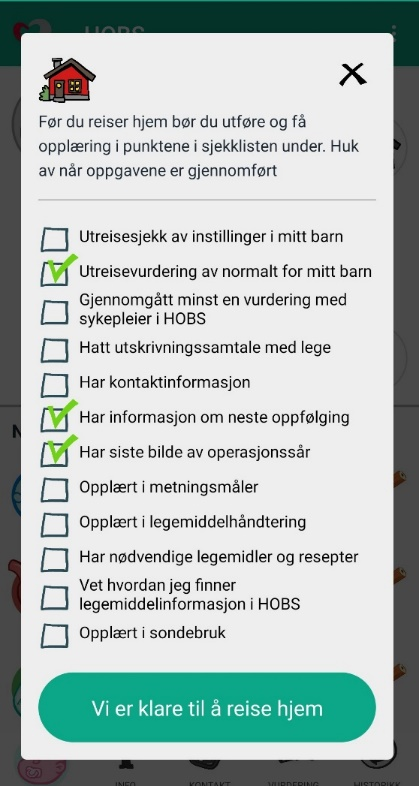 HOBS
Før du reiser hjem bør du utføre og få
opplæring i punktene i sjekklisten under. Huk
av når oppgavene er gjennomført
Utreisesjekk av instillinger i mitt barn
Utreisevurdering av normalt for mitt barn
Gjennomgått minst en vurdering med
sykepleier i HOBS
Hatt utskrivningssamtale med lege
Har kontaktinformasjon
Har informasjon om neste oppfølging
Har siste bilde av operasjonssår
Opplært i metningsmåler
Opplært i legemiddelhåndtering
Har nødvendige legemidler og resepter
Vet hvordan jeg finner
legemiddelinformasjon i HOBS
Opplært i sondebruk
Vi er klare til å reise hjem
INFO KONTAKT VURDERING HISTORIKK